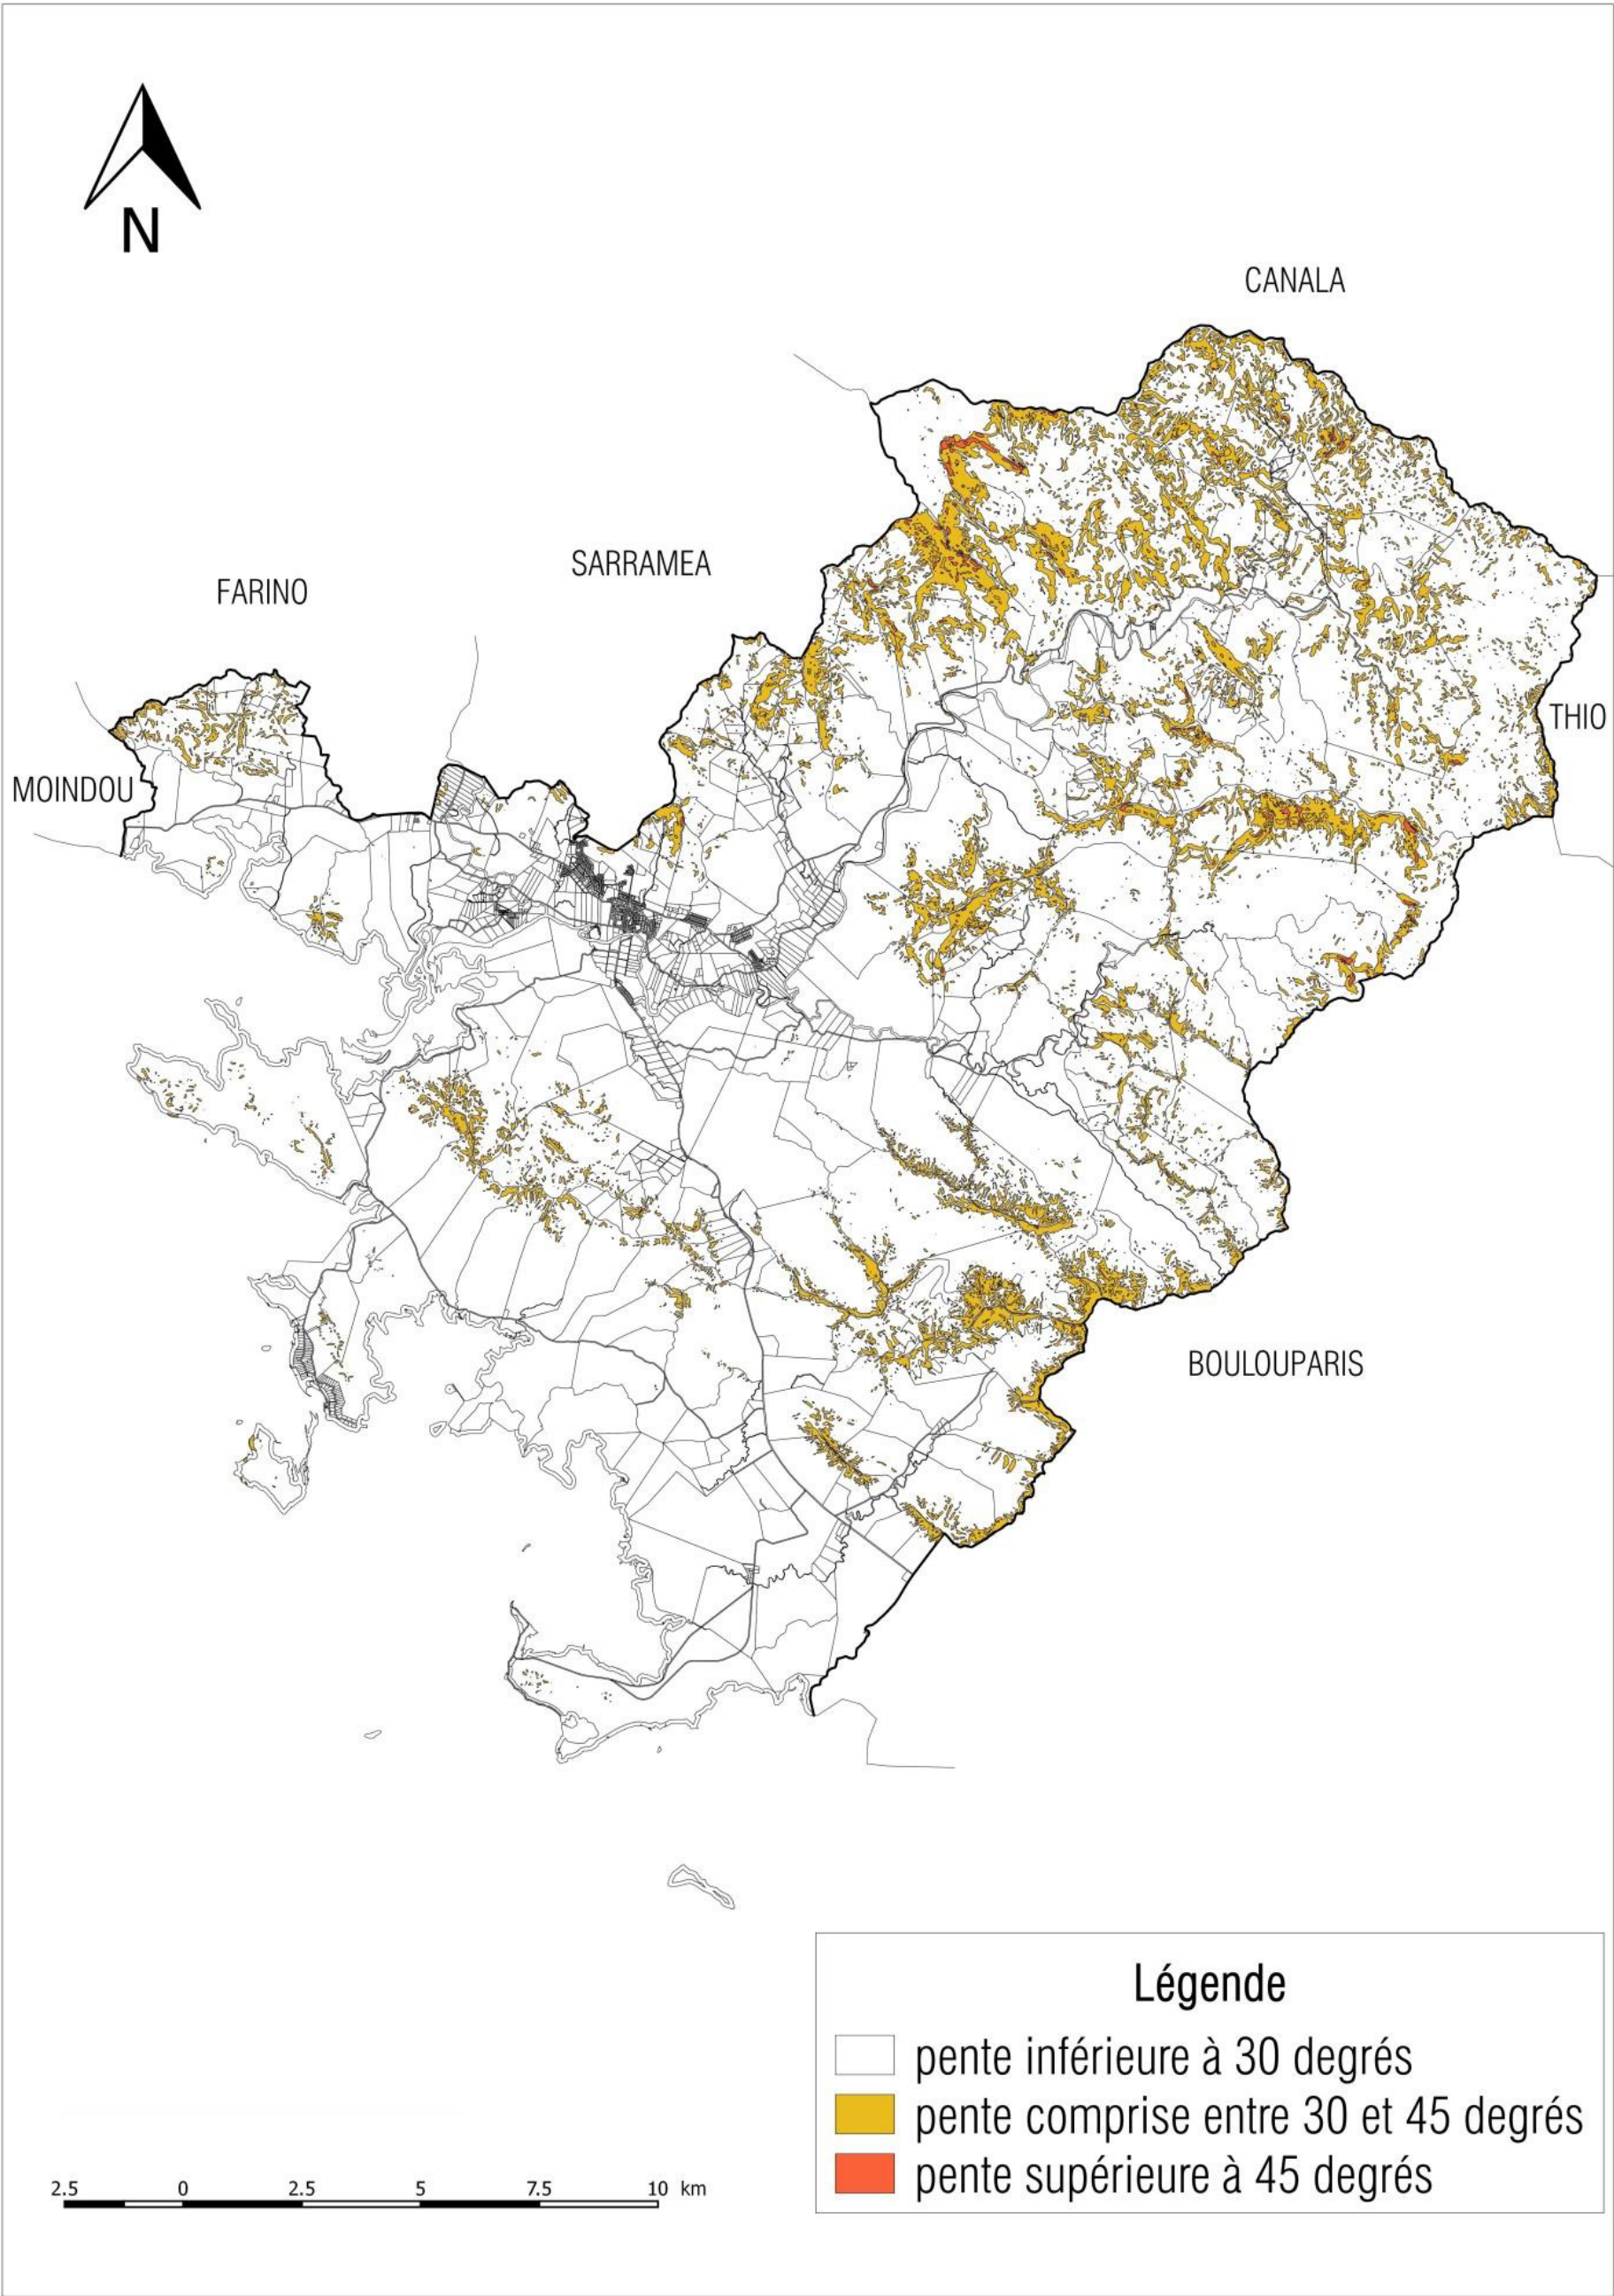 N
CANALA
SARRAMEA
FARINO
THIO
MOINDOU
BOULOUPARIS
Légende
pente inférieure à 30 degrés
pente comprise entre 30 et 45 degrés
pente supérieure à 45 degrés
2.5 0 2.5 5 7.5 10 km